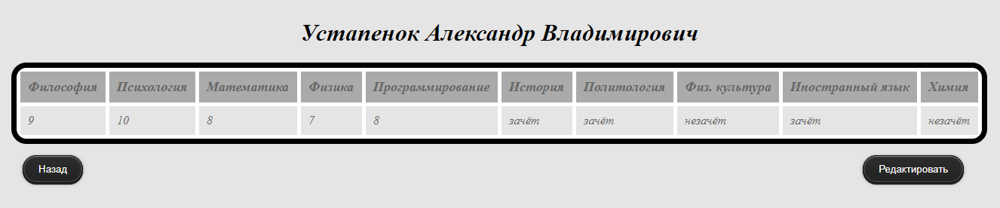 Устапенок Александр Владимирович
Философия Психология Математика Физика Программирование История Политология Физ. культура Иностранный язык Химия
9 10 8 7 8 зачёт зачёт незачёт зачёт незачёт
Назад Редактировать